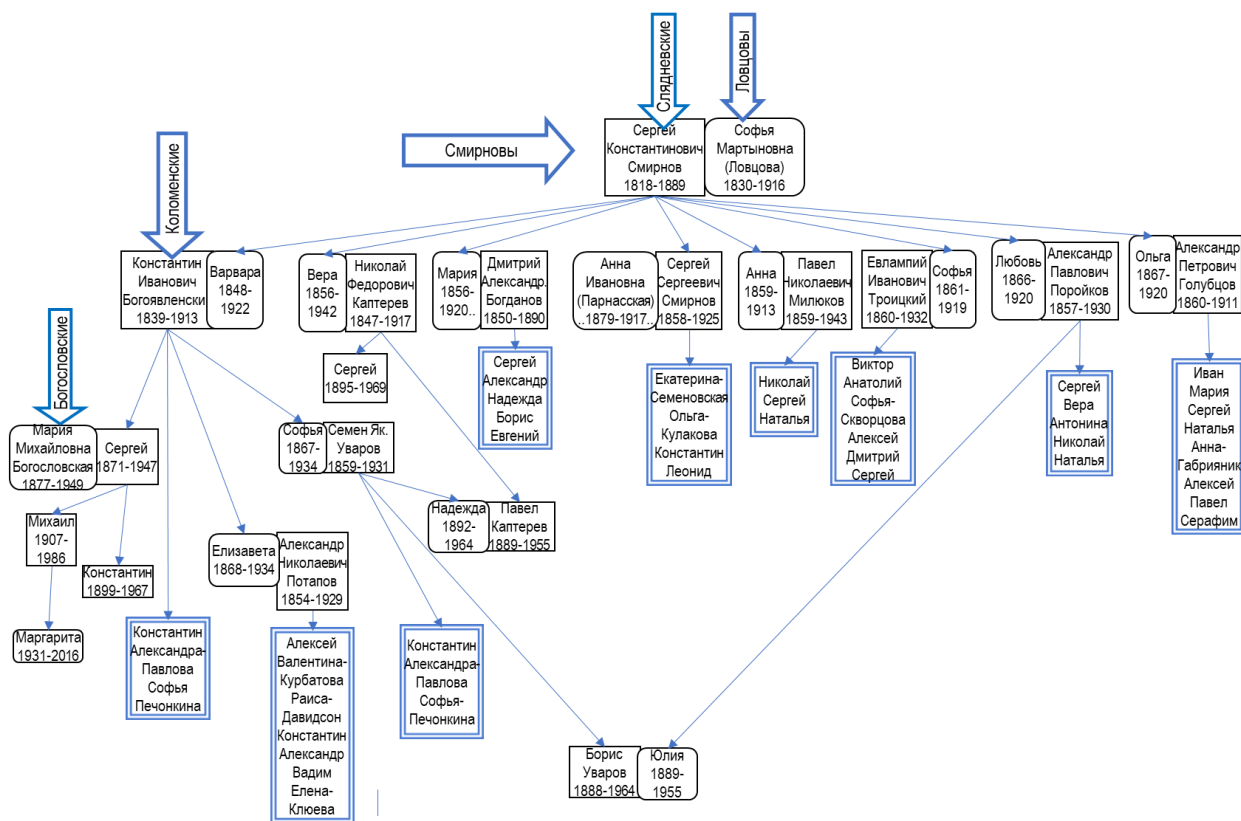 Слядневские
Ловцовы
Смирновы
Сергей
Константинович
Смирнов
1818-1889
Софья
Мартыновна
(Ловцова)
1830-1916
Коломенские
Константин
Иванович
Богоявленски
1839-1913
Варвара
1848-
1922
Вера
1856-
1942
Николай
Федорович
Каптерев
1847-1917
Мария
1856-
1920..
Дмитрий
Александр.
Богданов
1850-1890
Анна
Ивановна
(Парнасская)
..1879-1917..
Сергей
Сергеевич
Смирнов
1858-1925
Анна
1859-
1913
Павел
Николаевич
Милюков
1859-1943
Евлампий
Иванович
Троицкий
1860-1932
Софья
1861-
1919
Любовь
1866-
1920
Александр
Павлович
Поройков
1857-1930
Ольга
1867-
1920
Александр
Петрович
Голубцов
1860-1911
Богословские
Мария
Михайловна
Богословская
1877-1949
Сергей
1871-1947
Софья
1867-
1934
Семен Як.
Уваров
1859-1931
Сергей
1895-1969
Сергей
Александр
Надежда
Борис
Евгений
Екатерина-
Семеновская
Ольга-
Кулакова
Константин
Леонид
Николай
Сергей
Наталья
Виктор
Анатолий
Софья-
Скворцова
Алексей
Дмитрий
Сергей
Сергей
Вера
Антонина
Николай
Наталья
Иван
Мария
Сергей
Наталья
Анна-
Габрияник
Алексей
Павел
Серафим
Михаил
1907-
1986
Константин
1899-1967
Елизавета
1868-1934
Александр
Николаевич
Потапов
1854-1929
Надежда
1892-
1964
Павел
Каптерев
1889-1955
Маргарита
1931-2016
Константин
Александра-
Павлова
Софья
Печонкина
Алексей
Валентина-
Курбатова
Раиса-
Давидсон
Константин
Александр
Вадим
Елена-
Клюева
Константин
Александра-
Павлова
Софья-
Печонкина
Борис
Уваров
1888-1964
Юлия
1889-
1955